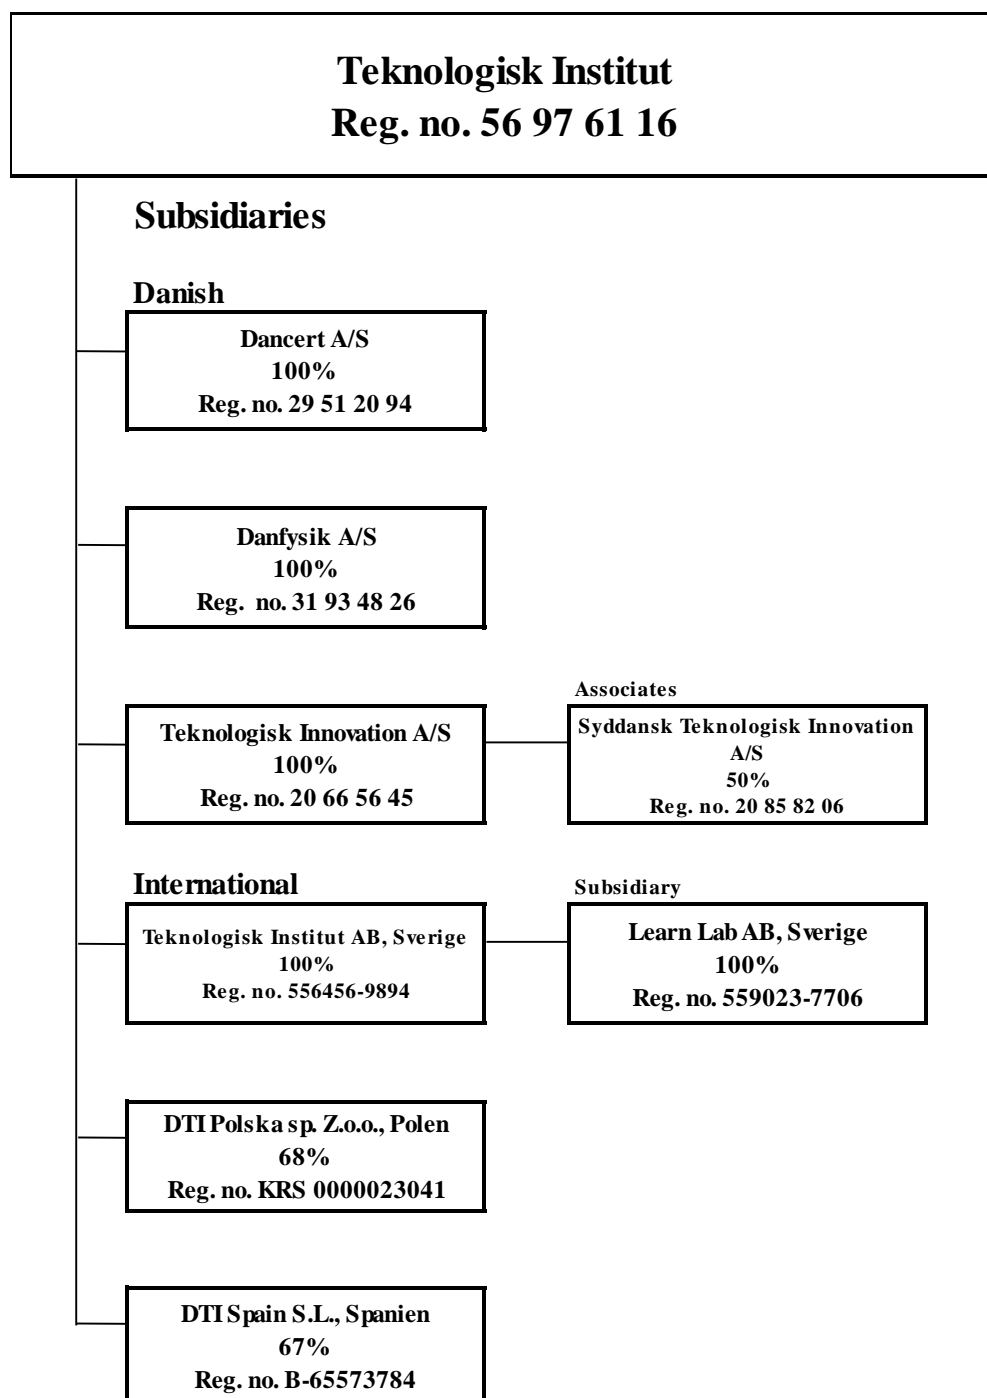 Teknologisk Institut
Reg. no. 56 97 61 16
Subsidiaries
Danish
Dancert A/S
100%
Reg. no. 29 51 20 94
Danfysik A/S
100%
Reg. no. 31 93 48 26
Teknologisk Innovation A/S
100%
Reg. no. 20 66 56 45
Associates
Syddansk Teknologisk Innovation
A/S
50%
Reg. no. 20 85 82 06
International
Teknologisk Institut AB, Sverige
100%
Reg. no. 556456-9894
Subsidiary
Learn Lab AB, Sverige
100%
Reg. no. 559023-7706
DTI Polska sp. Z.o.o., Polen
68%
Reg. no. KRS 0000023041
DTI Spain S.L., Spanien
67%
Reg. no. B-65573784